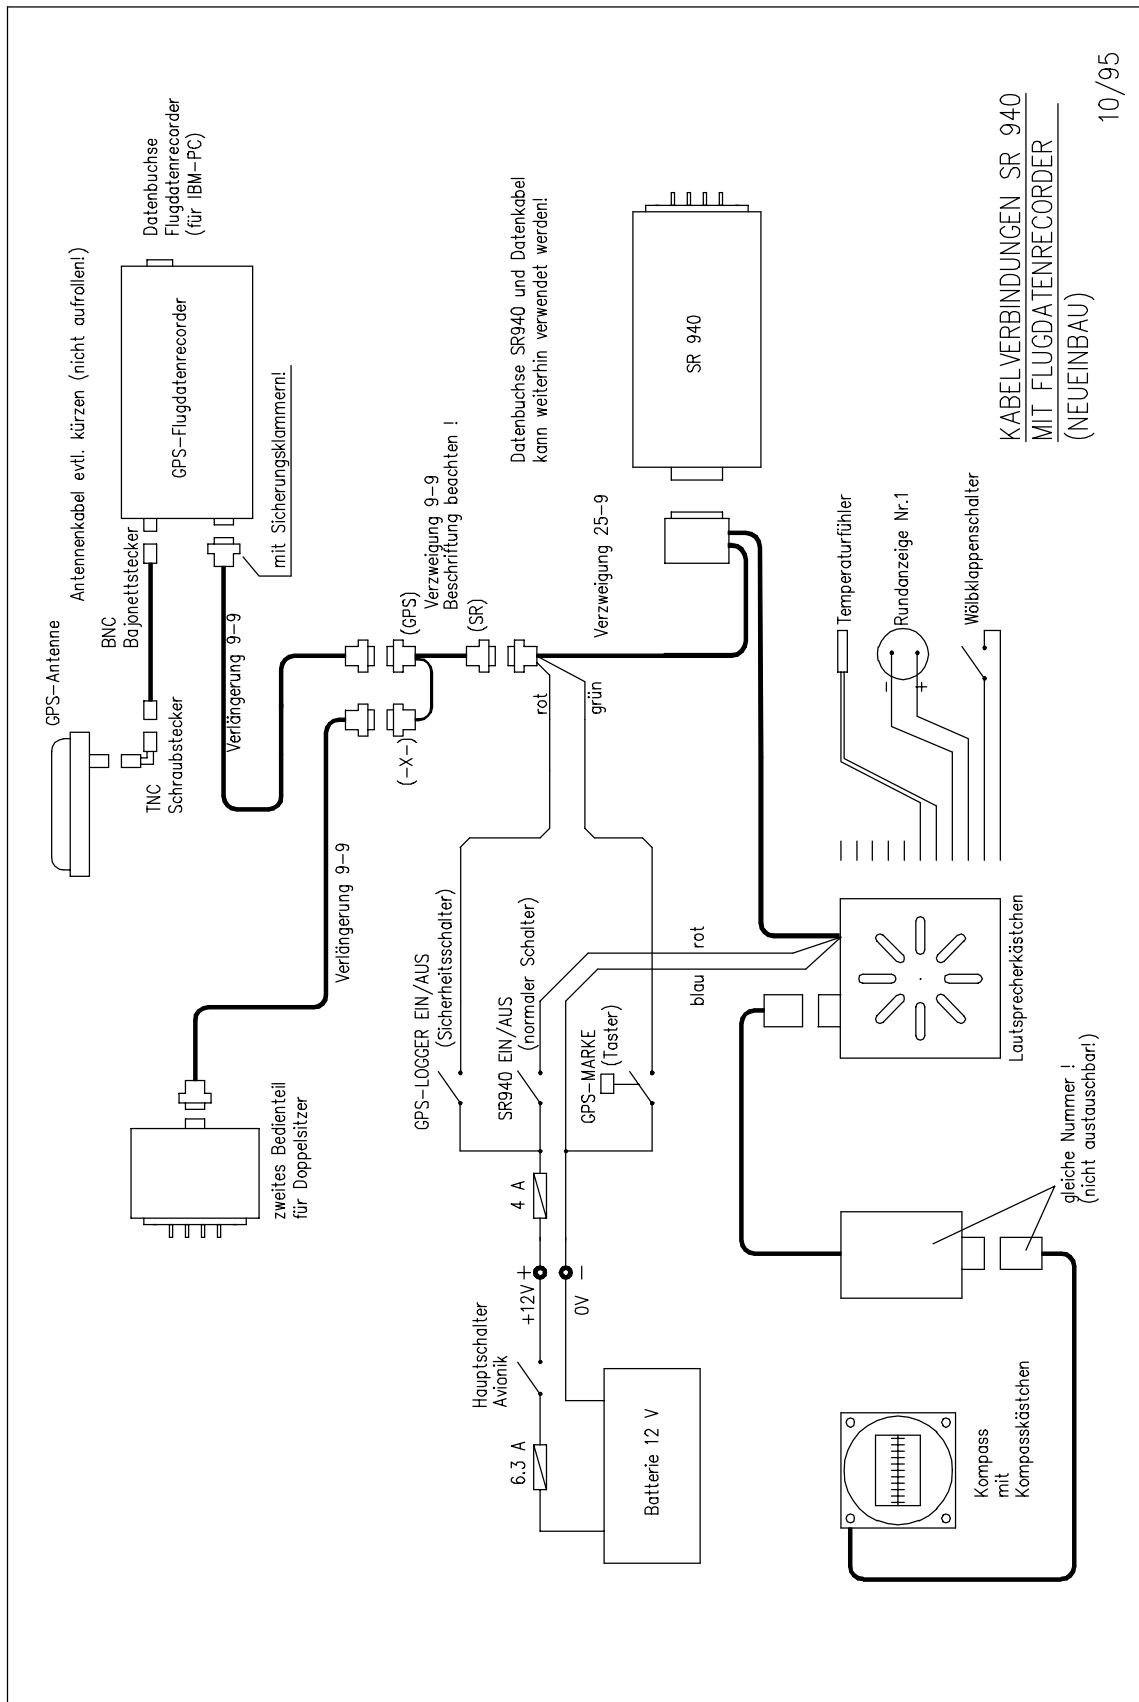 GPS-Antenne
Antennenkabel evtl. kürzen (nicht aufrollen!)
TNC
Schraubstecker
BNC
Bajonettstecker
Datenbuchse
Flugdatenrecorder
(für IBM-PC)
GPS-Flugdatenrecorder
mit Sicherungsklammern!
Verlängerung 9-9
Verlängerung 9-9
zweites Bedienteil
für Doppelsitzer
(-X-)
(GPS)
Verzweigung 9-9
Beschriftung beachten !
(SR)
rot
grün
Datenbuchse SR940 und Datenkabel
kann weiterhin verwendet werden!
Verzweigung 25-9
SR 940
GPS-LOGGER EIN/AUS
(Sicherheitsschalter)
SR940 EIN/AUS
(normaler Schalter)
GPS-MARKE
(Taster)
Hauptschalter
Avionik
6.3 A
+12V
+
4 A
0V
-
Batterie 12 V
blau
rot
Temperaturfühler
Rundanzeige Nr.1
-
+
Wölbklappenschalter
Lautsprecherkästchen
gleiche Nummer !
(nicht austauschbar!)
Kompass
mit
Kompasskästchen
KABELVERBINDUNGEN SR 940
MIT FLUGDATENRECORDER
(NEUEINBAU)
10/95